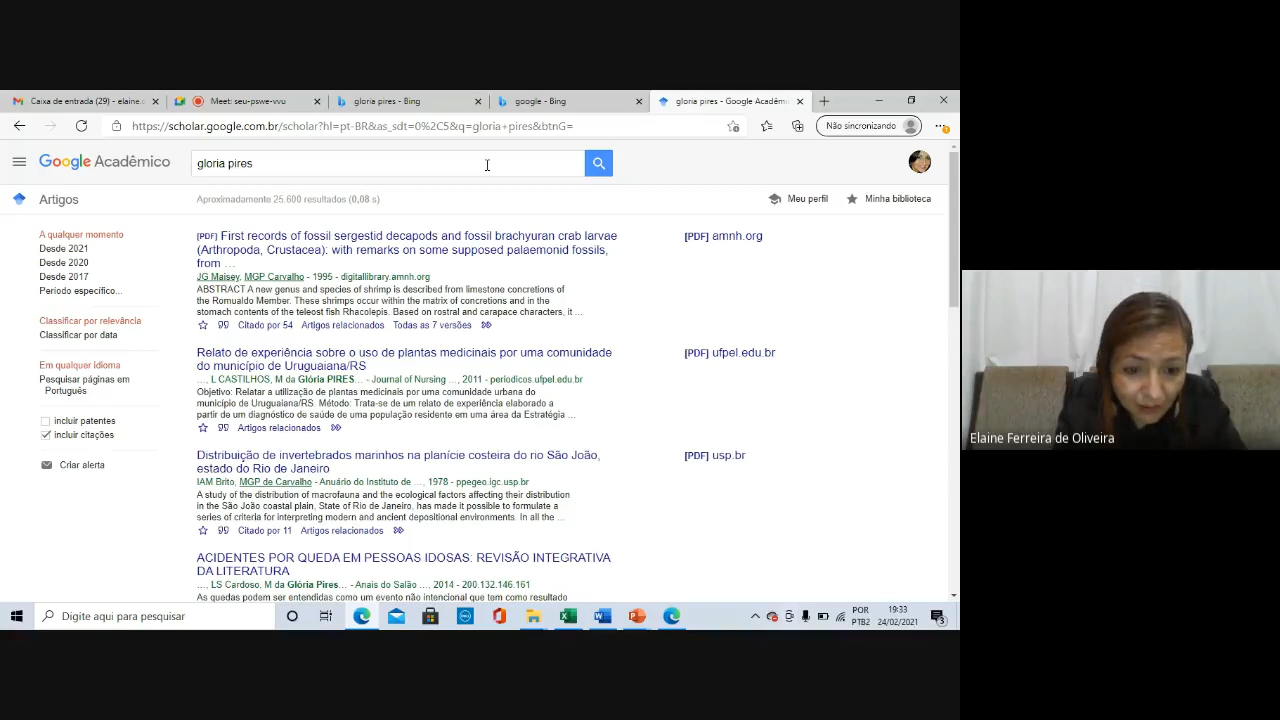 Caixa de entrada (29) - elaine.c
Meet: seu-pswe-vvu
gloria pires - Bing
google - Bing
gloria pires - Google Acadêmi
https://scholar.google.com.br/scholar?hl=pt-BR&as_sdt=0%2C5&q=gloria+pires&btnG=
Não sincronizando
Google Acadêmico
gloria pires
Artigos
Aproximadamente 25.600 resultados (0,08 s)
Meu perfil
Minha biblioteca
A qualquer momento
Desde 2021
Desde 2020
Desde 2017
Período específico...
Classificar por relevância
Classificar por data
Em qualquer idioma
Pesquisar páginas em
Português
incluir patentes
incluir citações
Criar alerta
[PDF] First records of fossil sergestid decapods and fossil brachyuran crab larvae
(Arthropoda, Crustacea): with remarks on some supposed palaemonid fossils,
from ...
JG Maisey, MGP Carvalho - 1995 - digitallibrary.amnh.org
ABSTRACT A new genus and species of shrimp is described from limestone concretions of
the Romualdo Member. These shrimps occur within the matrix of concretions and in the
stomach contents of the teleost fish Rhacolepis. Based on rostral and carapace characters, it ...
Citado por 54 Artigos relacionados Todas as 7 versões
[PDF] amnh.org
Relato de experiência sobre o uso de plantas medicinais por uma comunidade
do município de Uruguaiana/RS
..., L CASTILHOS, M da Glória PIRES... - Journal of Nursing ..., 2011 - periodicos.ufpel.edu.br
Objetivo: Relatar a utilização de plantas medicinais por uma comunidade urbana do
município de Uruguaiana/RS. Método: Trata-se de um relato de experiência elaborado a
partir de um diagnóstico de saúde de uma população residente em uma área da Estratégia ...
Artigos relacionados
[PDF] ufpel.edu.br
Distribuição de invertebrados marinhos na planície costeira do rio São João,
estado do Rio de Janeiro
IAM Brito, MGP de Carvalho - Anuário do Instituto de ..., 1978 - ppegeo.igc.usp.br
A study of the distribution of macrofauna and the ecological factors affecting their distribution
in the São João coastal plain, State of Rio de Janeiro, has made it possible to formulate a
series of criteria for interpreting modern and ancient depositional environments. In all the ...
Citado por 11 Artigos relacionados
[PDF] usp.br
ACIDENTES POR QUEDA EM PESSOAS IDOSAS: REVISÃO INTEGRATIVA
DA LITERATURA
..., LS Cardoso, M da Glória Pires... - Anais do Salão ..., 2014 - 200.132.146.161
As quedas podem ser entendidas como um evento não intencional que tem como resultado
Elaine Ferreira de Oliveira
Digite aqui para pesquisar
POR
PTB2
19:33
24/02/2021
3